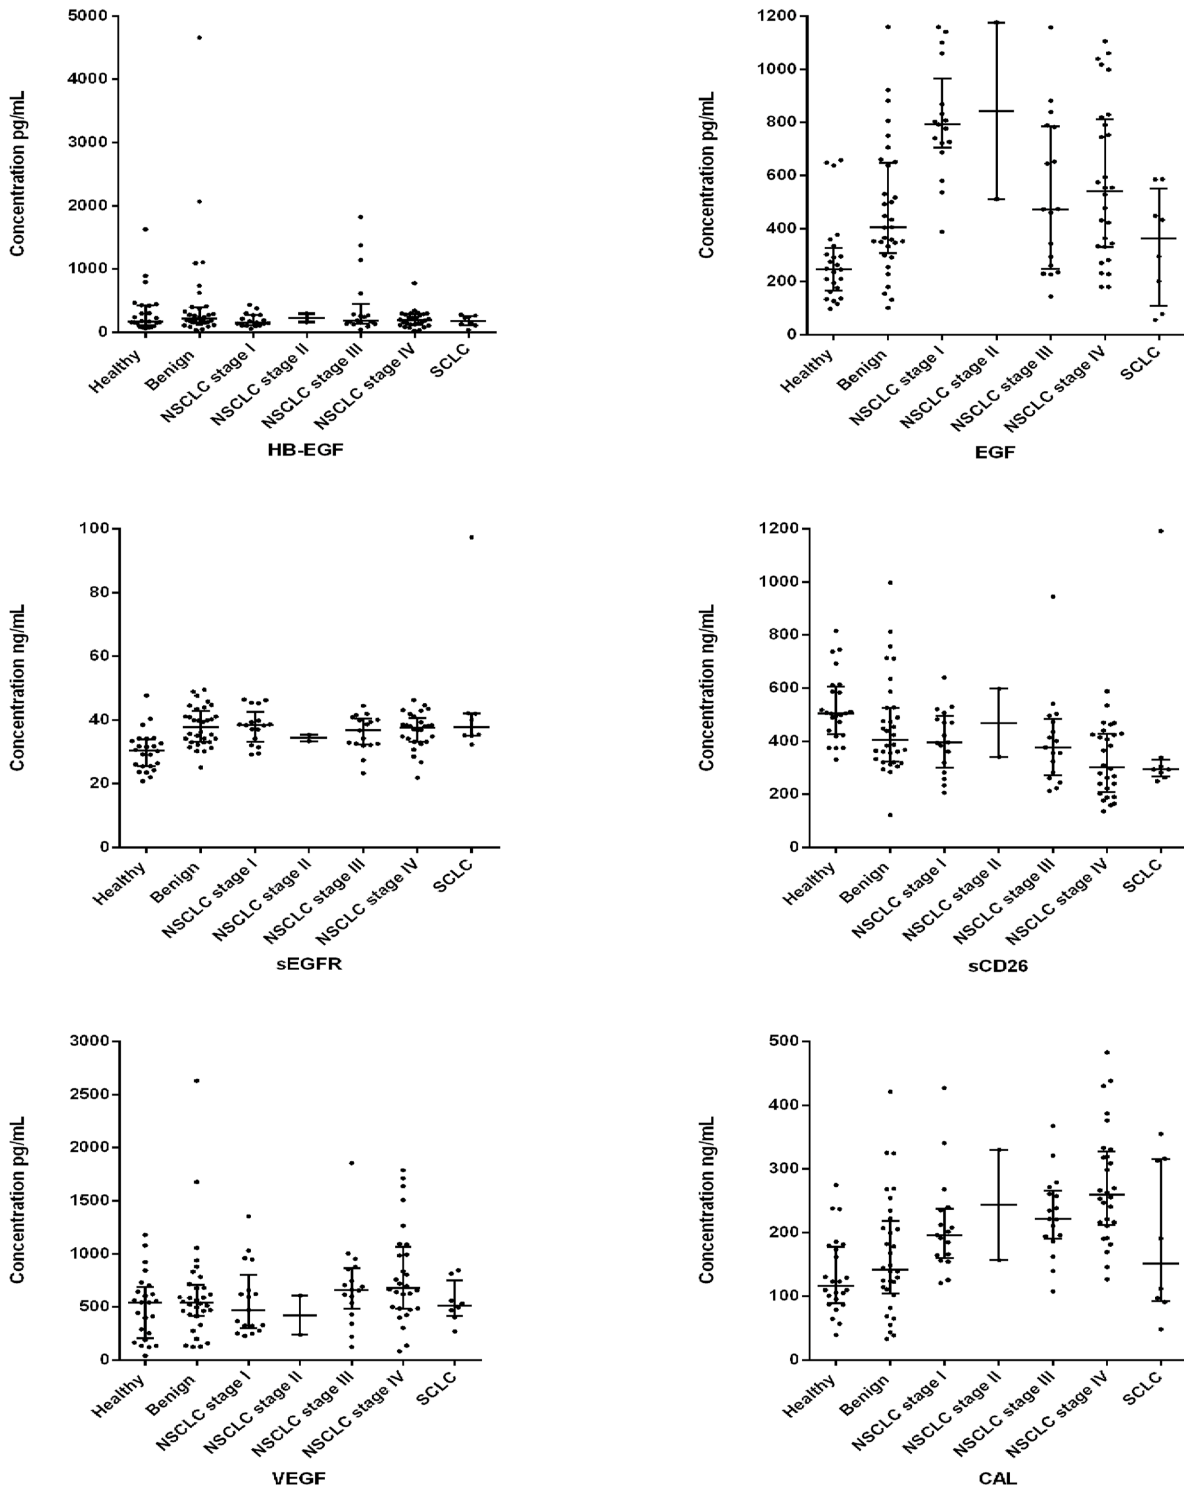 Concentration pg/mL
5000
4000
3000
2000
1000
0
Healthy
Benign
NSCLC stage I
NSCLC stage II
NSCLC stage III
NSCLC stage IV
SCLC
HB-EGF
Concentration pg/mL
1200
1000
800
600
400
200
0
Healthy
Benign
NSCLC stage I
NSCLC stage II
NSCLC stage III
NSCLC stage IV
SCLC
EGF
Concentration ng/mL
100
80
60
40
20
0
Healthy
Benign
NSCLC stage I
NSCLC stage II
NSCLC stage III
NSCLC stage IV
SCLC
sEGFR
Concentration ng/mL
1200
1000
800
600
400
200
0
Healthy
Benign
NSCLC stage I
NSCLC stage II
NSCLC stage III
NSCLC stage IV
SCLC
sCD26
Concentration pg/mL
3000
2500
2000
1500
1000
500
0
Healthy
Benign
NSCLC stage I
NSCLC stage II
NSCLC stage III
NSCLC stage IV
SCLC
VEGF
Concentration ng/mL
500
400
300
200
100
0
Healthy
Benign
NSCLC stage I
NSCLC stage II
NSCLC stage III
NSCLC stage IV
SCLC
CAL